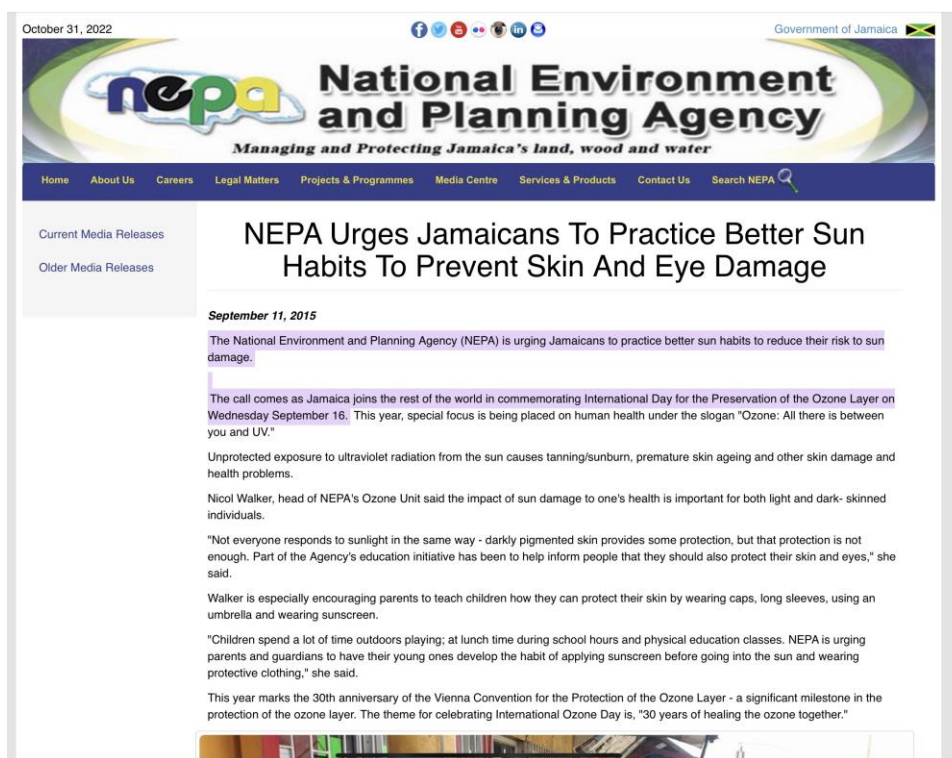 October 31, 2022
Government of Jamaica
nepa
National Environment
and Planning Agency
Managing and Protecting Jamaica's land, wood and water
Home About Us Careers Legal Matters Projects & Programmes Media Centre Services & Products Contact Us Search NEPA
Current Media Releases
Older Media Releases
NEPA Urges Jamaicans To Practice Better Sun
Habits To Prevent Skin And Eye Damage
September 11, 2015
The National Environment and Planning Agency (NEPA) is urging Jamaicans to practice better sun habits to reduce their risk to sun
damage.
The call comes as Jamaica joins the rest of the world in commemorating International Day for the Preservation of the Ozone Layer on
Wednesday September 16. This year, special focus is being placed on human health under the slogan "Ozone: All there is between
you and UV."
Unprotected exposure to ultraviolet radiation from the sun causes tanning/sunburn, premature skin ageing and other skin damage and
health problems.
Nicol Walker, head of NEPA's Ozone Unit said the impact of sun damage to one's health is important for both light and dark- skinned
individuals.
"Not everyone responds to sunlight in the same way - darkly pigmented skin provides some protection, but that protection is not
enough. Part of the Agency's education initiative has been to help inform people that they should also protect their skin and eyes," she
said.
Walker is especially encouraging parents to teach children how they can protect their skin by wearing caps, long sleeves, using an
umbrella and wearing sunscreen.
"Children spend a lot of time outdoors playing; at lunch time during school hours and physical education classes. NEPA is urging
parents and guardians to have their young ones develop the habit of applying sunscreen before going into the sun and wearing
protective clothing," she said.
This year marks the 30th anniversary of the Vienna Convention for the Protection of the Ozone Layer - a significant milestone in the
protection of the ozone layer. The theme for celebrating International Ozone Day is, "30 years of healing the ozone together."